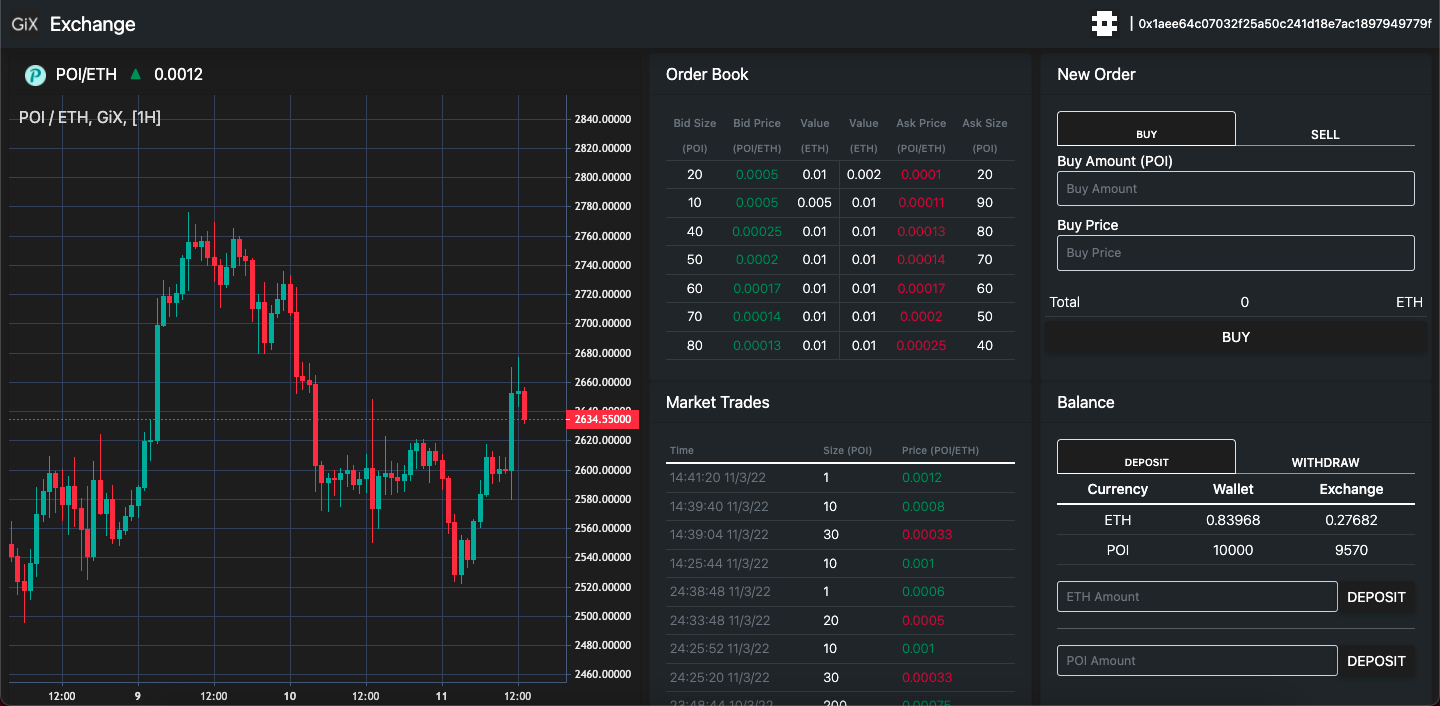 GiX Exchange
| 0x1aee64c07032f25a50c241d18e7ac1897949779f
P POI/ETH ▲ 0.0012
POI / ETH, GiX, [1H]
2840.00000
2820.00000
2800.00000
2780.00000
2760.00000
2740.00000
2720.00000
2700.00000
2680.00000
2660.00000
2640.00000
2634.55000
2620.00000
2600.00000
2580.00000
2560.00000
2540.00000
2520.00000
2500.00000
2480.00000
2460.00000
12:00 9 12:00 10 12:00 11 12:00
Order Book
Bid Size Bid Price Value Value Ask Price Ask Size
(POI) (POI/ETH) (ETH) (ETH) (POI/ETH) (POI)
20 0.0005 0.01 0.002 0.0001 20
10 0.0005 0.005 0.01 0.00011 90
40 0.00025 0.01 0.01 0.00013 80
50 0.0002 0.01 0.01 0.00014 70
60 0.00017 0.01 0.01 0.00017 60
70 0.00014 0.01 0.01 0.0002 50
80 0.00013 0.01 0.01 0.00025 40
Market Trades
Time Size (POI) Price (POI/ETH)
14:41:20 11/3/22 1 0.0012
14:39:40 11/3/22 10 0.0008
14:39:04 11/3/22 30 0.00033
14:25:44 11/3/22 10 0.001
24:38:48 11/3/22 1 0.0006
24:33:48 11/3/22 20 0.0005
24:25:52 11/3/22 10 0.001
24:25:20 11/3/22 30 0.00033
23:48:44 10/3/22 200 0.00075
New Order
BUY SELL
Buy Amount (POI)
Buy Amount
Buy Price
Buy Price
Total 0 ETH
BUY
Balance
DEPOSIT WITHDRAW
Currency Wallet Exchange
ETH 0.83968 0.27682
POI 10000 9570
ETH Amount DEPOSIT
POI Amount DEPOSIT